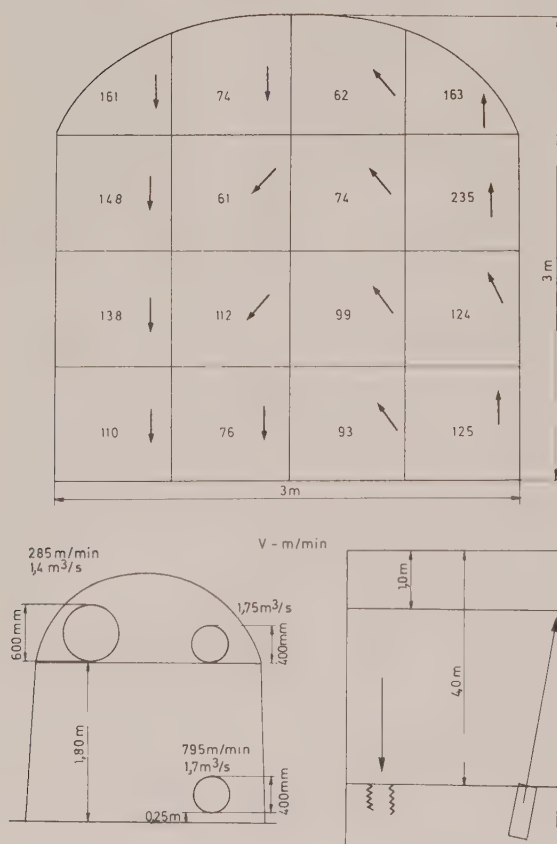 161 74 62 163
148 61 74 235
138 112 99 124
110 76 93 125
3m
3m
V - m/min
285m/min
1,4 m³/s
600mm
1,75m³/s
400mm
1,80m
795m/min
1,7m³/s
400mm
0,25m
1,0m
4,0m